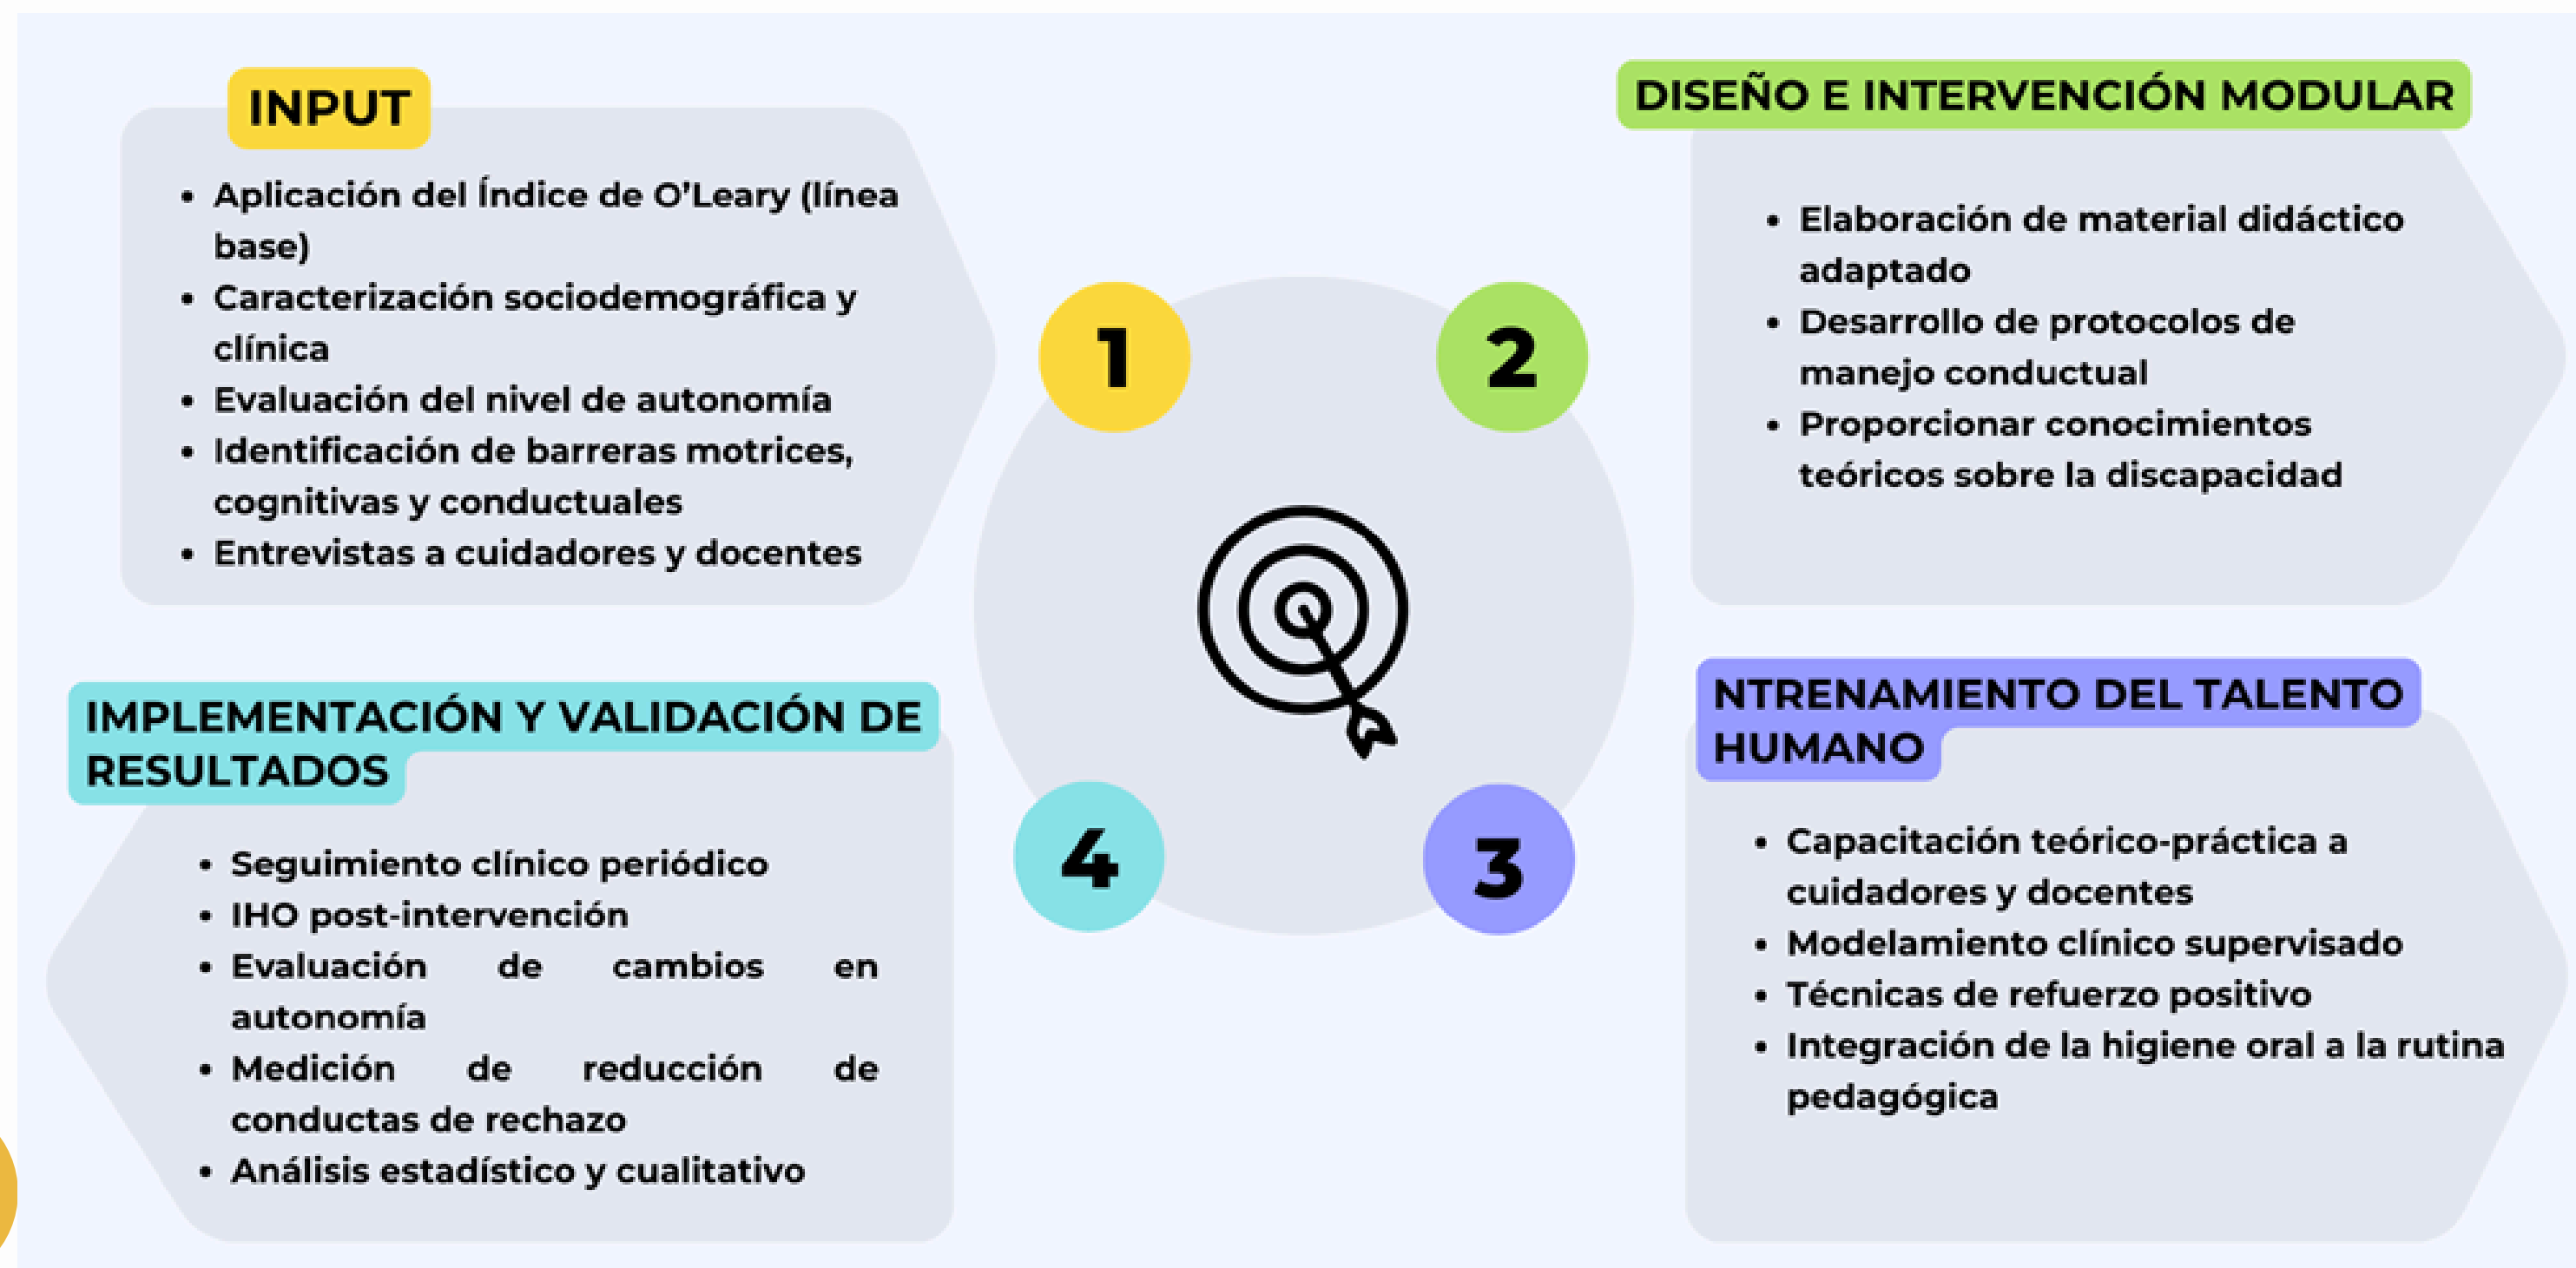 INPUT
• Aplicación del Índice de O’Leary (línea
base)
• Caracterización sociodemográfica y
clínica
• Evaluación del nivel de autonomía
• Identificación de barreras motrices,
cognitivas y conductuales
• Entrevistas a cuidadores y docentes
1
2
DISEÑO E INTERVENCIÓN MODULAR
• Elaboración de material didáctico
adaptado
• Desarrollo de protocolos de
manejo conductual
• Proporcionar conocimientos
teóricos sobre la discapacidad
IMPLEMENTACIÓN Y VALIDACIÓN DE
RESULTADOS
• Seguimiento clínico periódico
• IHO post-intervención
• Evaluación de cambios en
autonomía
• Medición de reducción de
conductas de rechazo
• Análisis estadístico y cualitativo
4
3
NTRENAMIENTO DEL TALENTO
HUMANO
• Capacitación teórico-práctica a
cuidadores y docentes
• Modelamiento clínico supervisado
• Técnicas de refuerzo positivo
• Integración de la higiene oral a la rutina
pedagógica